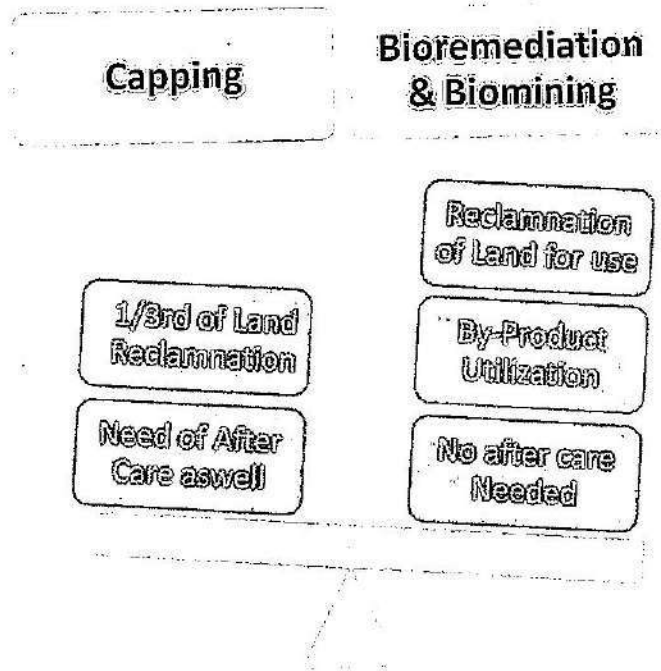 Capping
Bioremediation
& Biomining
Reclamnation
of Land for use
1/3rd of Land
Reclamnation
By-Product
Utilization
Need of After
Care aswell
No after care
Needed